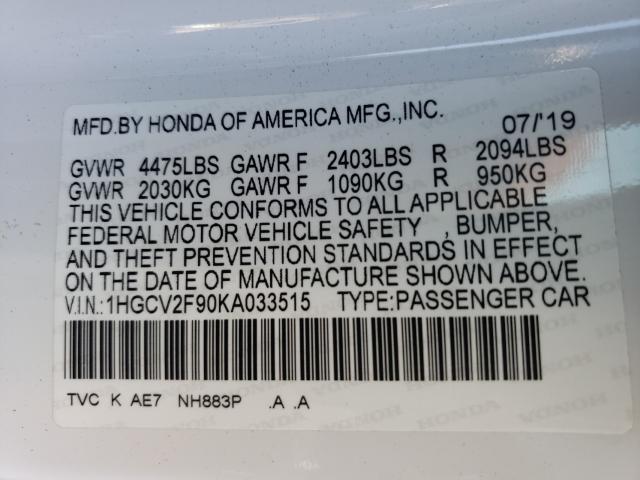 MFD.BY HONDA OF AMERICA MFG.,INC. 07/'19
GVWR 4475LBS GAWR F 2403LBS R 2094LBS
GVWR 2030KG GAWR F 1090KG R 950KG
THIS VEHICLE CONFORMS TO ALL APPLICABLE
FEDERAL MOTOR VEHICLE SAFETY , BUMPER,
AND THEFT PREVENTION STANDARDS IN EFFECT
ON THE DATE OF MANUFACTURE SHOWN ABOVE.
V.I.N.:1HGCV2F90KA033515 TYPE:PASSENGER CAR
TVC K AE7 NH883P .A .A